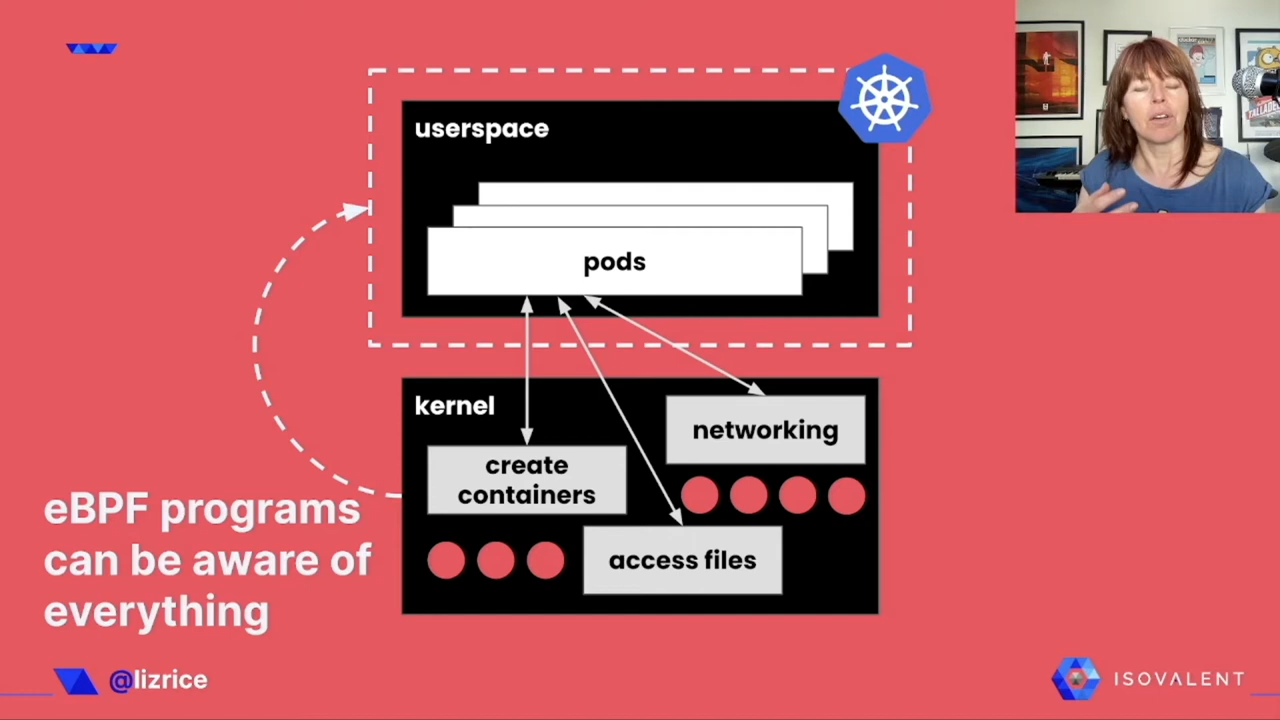 userspace
pods
kernel
networking
create
containers
access files
eBPF programs
can be aware of
everything
@lizrice
ISOVALENT